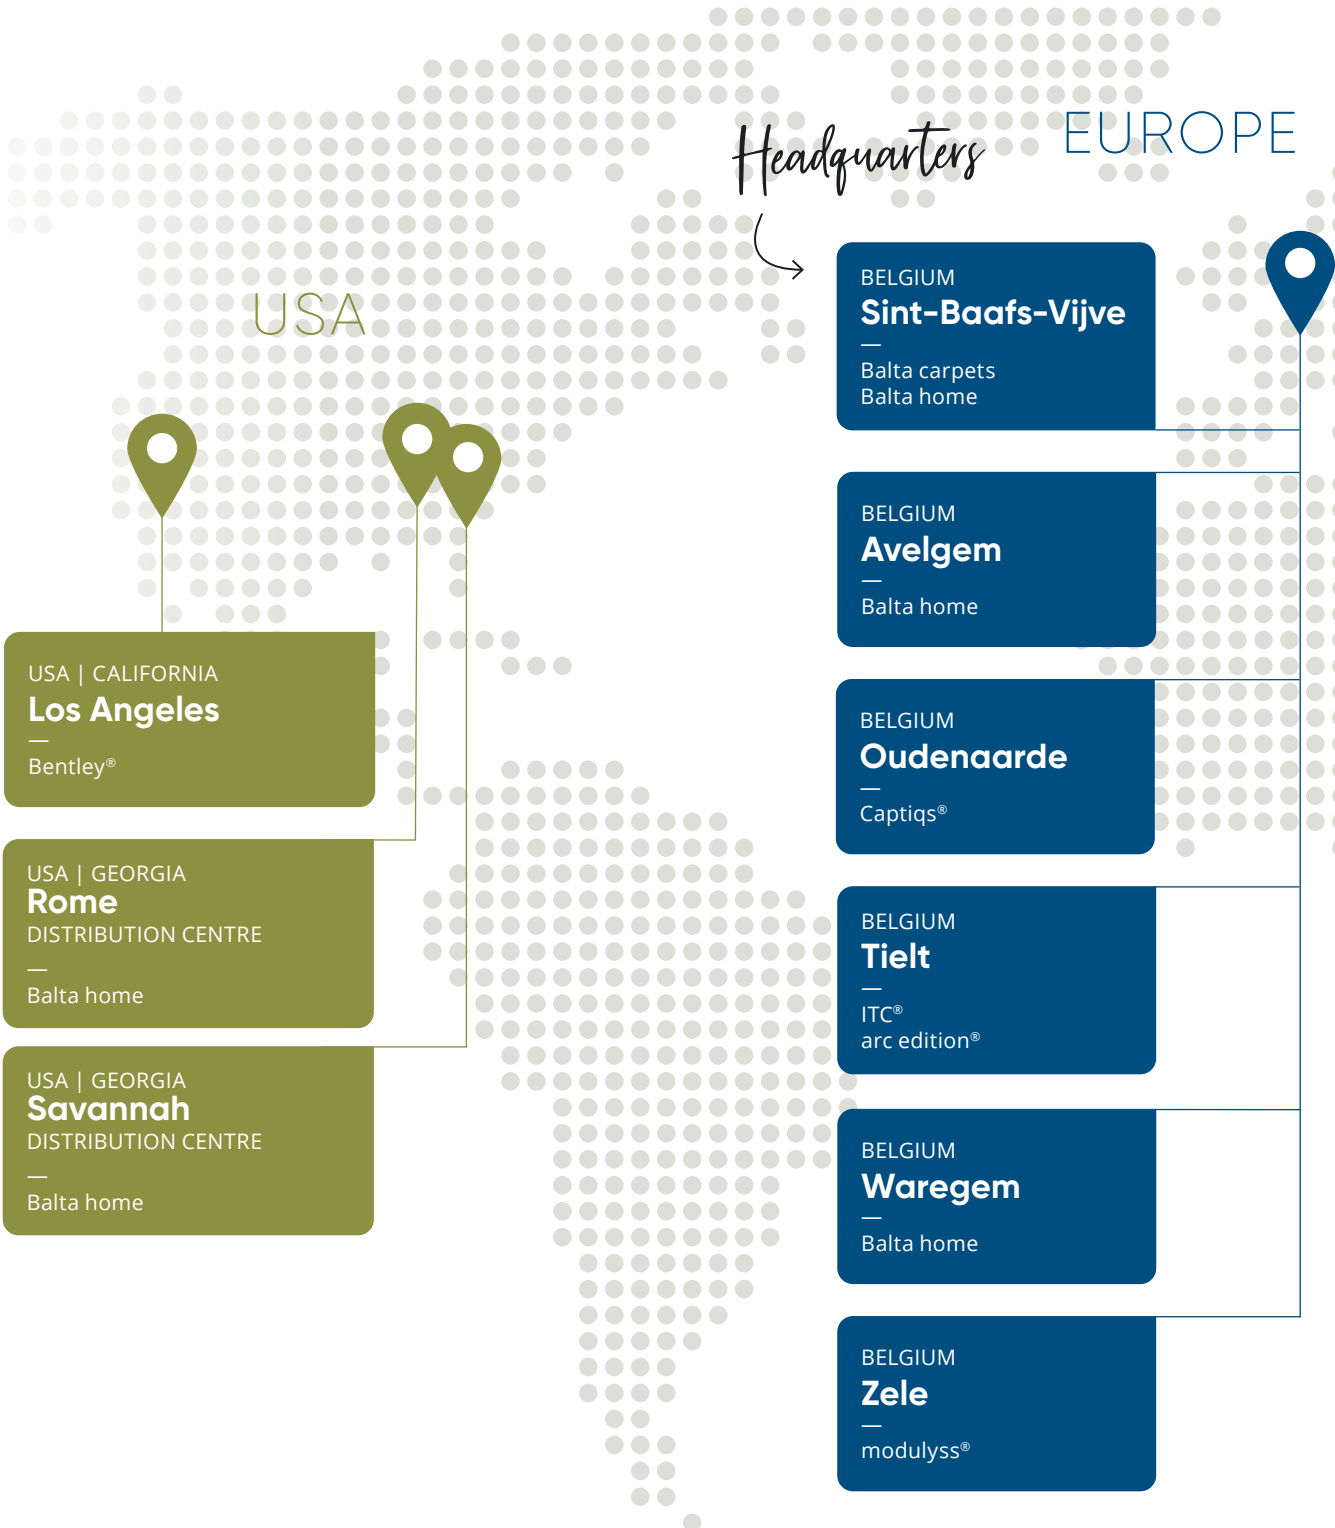 Headquarters
EUROPE
USA
BELGIUM
Sint-Baafs-Vijve
—
Balta carpets
Balta home
BELGIUM
Avelgem
—
Balta home
BELGIUM
Oudenaarde
—
Captiqs®
BELGIUM
Tielt
—
ITC®
arc edition®
BELGIUM
Waregem
—
Balta home
BELGIUM
Zele
—
modulyss®
USA | CALIFORNIA
Los Angeles
—
Bentley®
USA | GEORGIA
Rome
DISTRIBUTION CENTRE
—
Balta home
USA | GEORGIA
Savannah
DISTRIBUTION CENTRE
—
Balta home